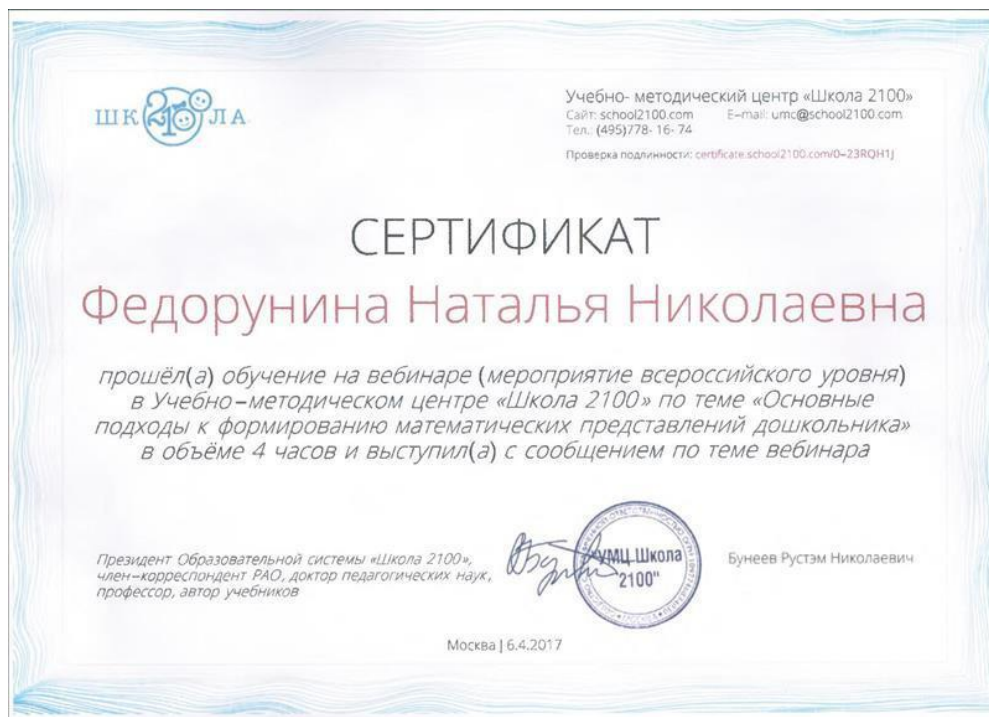 ШК 2100 ЛА
Учебно- методический центр «Школа 2100»
Сайт: school2100.com E-mail: umc@school2100.com
Тел.: (495)778- 16- 74
Проверка подлинности: certificate.school2100.com/0-23RQH1J
СЕРТИФИКАТ
Федорунина Наталья Николаевна
прошёл(а) обучение на вебинаре (мероприятие всероссийского уровня)
в Учебно-методическом центре «Школа 2100» по теме «Основные
подходы к формированию математических представлений дошкольника»
в объёме 4 часов и выступил(а) с сообщением по теме вебинара
Президент Образовательной системы «Школа 2100»,
член-корреспондент РАО, доктор педагогических наук,
профессор, автор учебников
"УМЦ Школа
2100"
Бунеев Рустэм Николаевич
Москва | 6.4.2017